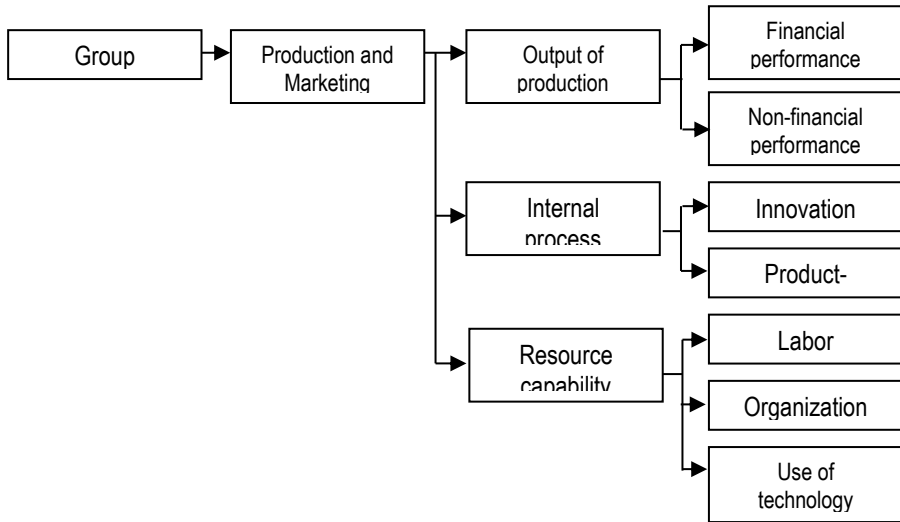 Group
Production and
Marketing
Output of
production
Financial
performance
Non-financial
performance
Internal
process
Innovation
Product-
Resource
capability
Labor
Organization
Use of
technology